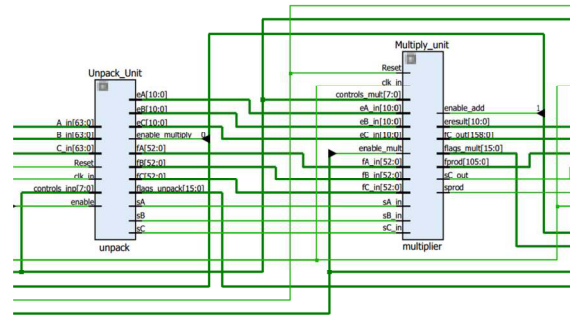 Unpack_Unit
A_in[63:0]
B_in[63:0]
C_in[63:0]
Reset
clk_in
controls_inp[7:0]
enable
eA[10:0]
eB[10:0]
eC[10:0]
enable_multiply 0
fA[52:0]
fB[52:0]
fC[52:0]
flags_unpack[15:0]
sA
sB
sC
unpack
Multiply_unit
Reset
clk_in
controls_mult[7:0]
eA_in[10:0]
eB_in[10:0]
eC_in[10:0]
enable_mult
fA_in[52:0]
fB_in[52:0]
fC_in[52:0]
sA_in
sB_in
sC_in
enable_add 1
eresult[10:0]
fC_out[158:0]
flags_mult[15:0]
fprod[105:0]
sC_out
sprod
multiplier